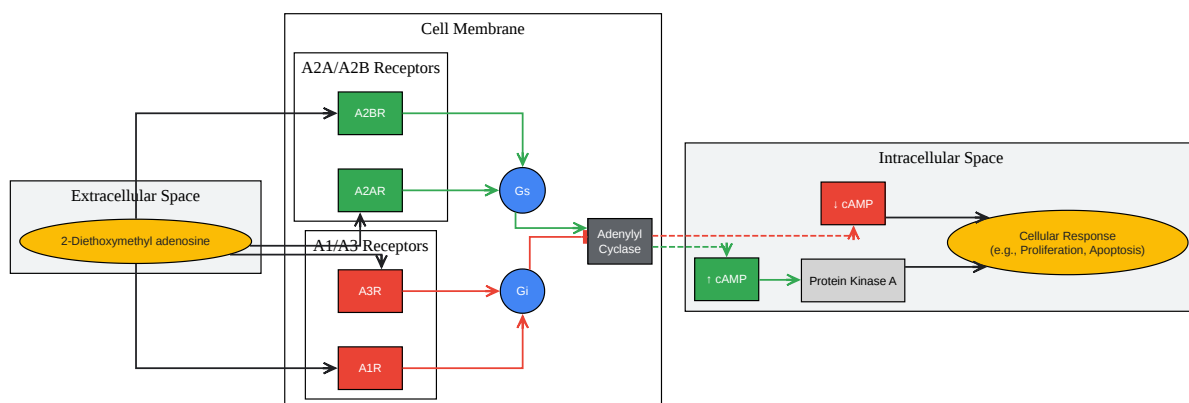 Cell Membrane
A2A/A2B Receptors
A2BR
A2AR
Gs
Extracellular Space
2-Diethoxymethyl adenosine
A1/A3 Receptors
A3R
Gi
A1R
Adenylyl
Cyclase
Intracellular Space
↓ cAMP
↑ cAMP
Protein Kinase A
Cellular Response
(e.g., Proliferation, Apoptosis)